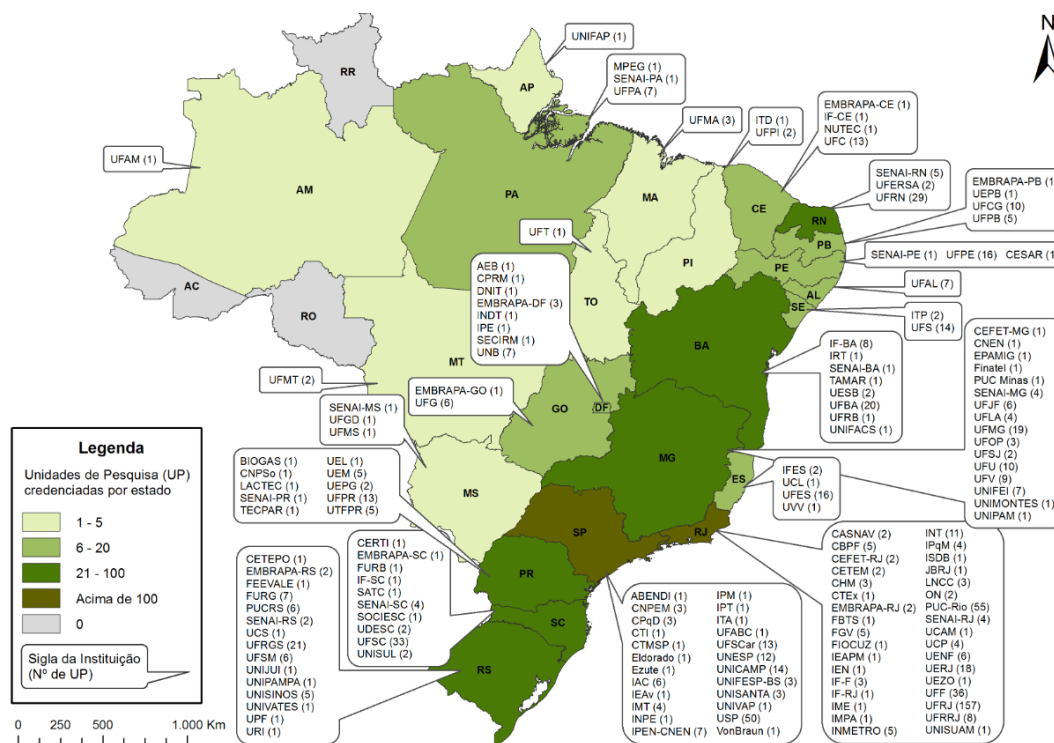 N
UNIFAP (1)
RR
AP
MPEG (1)
SENAI-PA (1)
UFPA (7)
UFMA (3)
ITD (1)
UFPI (2)
EMBRAPA-CE (1)
IF-CE (1)
NUTEC (1)
UFC (13)
UFAM (1)
AM
PA
MA
CE
SENAI-RN (5)
UFERSA (2)
UFRN (29)
RN
EMBRAPA-PB (1
UEPB (1)
UFCG (10)
UFPB (5)
PB
UFT (1)
PI
PE
SENAI-PE (1) UFPE (16) CESAR (1
AC
RO
TO
AL
UFAL (7)
SE
ITP (2)
UFS (14)
AEB (1)
CPRM (1)
DNIT (1)
EMBRAPA-DF (3)
INDT (1)
IPE (1)
SECIRM (1)
UNB (7)
MT
BA
IF-BA (8)
IRT (1)
SENAI-BA (1)
TAMAR (1)
UESB (2)
UFBA (20)
UFRB (1)
UNIFACS (1)
CEFET-MG (1)
CNEN (1)
EPAMIG (1)
Finatel (1)
PUC Minas (1)
SENAI-MG (4)
UFJF (6)
UFLA (4)
UFMG (19)
UFOP (3)
UFSJ (2)
UFU (10)
UFV (9)
UNIFEI (7)
UNIMONTES (1)
UNIPAM (1)
UFMT (2)
EMBRAPA-GO (1)
UFG (6)
GO
DF
SENAI-MS (1)
UFGD (1)
UFMS (1)
MS
MG
ES
IFES (2)
UCL (1)
UFES (16)
UVV (1)
Legenda
Unidades de Pesquisa (UP)
credenciadas por estado
1 - 5
6 - 20
21 - 100
Acima de 100
0
Sigla da Instituição
(Nº de UP)
0 250 500 1.000 Km
BIOGAS (1) UEL (1)
CNPSo (1) UEM (5)
LACTEC (1) UEPG (2)
SENAI-PR (1) UFPR (13)
TECPAR (1) UTFPR (5)
SP
RJ
PR
SC
RS
CETEPO (1)
EMBRAPA-RS (2)
FEEVALE (1)
FURG (7)
PUCRS (6)
SENAI-RS (2)
UCS (1)
UFRGS (21)
UFSM (6)
UNIJUI (1)
UNIPAMPA (1)
UNISINOS (5)
UNIVATES (1)
UPF (1)
URI (1)
CERTI (1)
EMBRAPA-SC (1)
FURB (1)
IF-SC (1)
SATC (1)
SENAI-SC (4)
SOCIESC (1)
UDESC (2)
UFSC (33)
UNISUL (2)
ABENDI (1) IPM (1)
CNPEM (3) IPT (1)
CPqD (3) ITA (1)
CTI (1) UFABC (1)
CTMSP (1) UFSCar (13)
Eldorado (1) UNESP (12)
Ezute (1) UNICAMP (14)
IAC (6) UNIFESP-BS (3)
IEAv (1) UNISANTA (3)
IMT (4) UNIVAP (1)
INPE (1) USP (50)
IPEN-CNEN (7) VonBraun (1)
CASNAV (2) INT (11)
CBPF (5) IPqM (4)
CEFET-RJ (2) ISDB (1)
CETEM (2) JBRJ (1)
CHM (3) LNCC (3)
CTEx (1) ON (2)
EMBRAPA-RJ (2) PUC-Rio (55)
FBTS (1) SENAI-RJ (4)
FGV (5) UCAM (1)
FIOCUZ (1) UCP (4)
IEAPM (1) UENF (6)
IEN (1) UERJ (18)
IF-F (3) UEZO (1)
IF-RJ (1) UFF (36)
IME (1) UFRJ (157)
IMPA (1) UFRRJ (8)
INMETRO (5) UNISUAM (1)